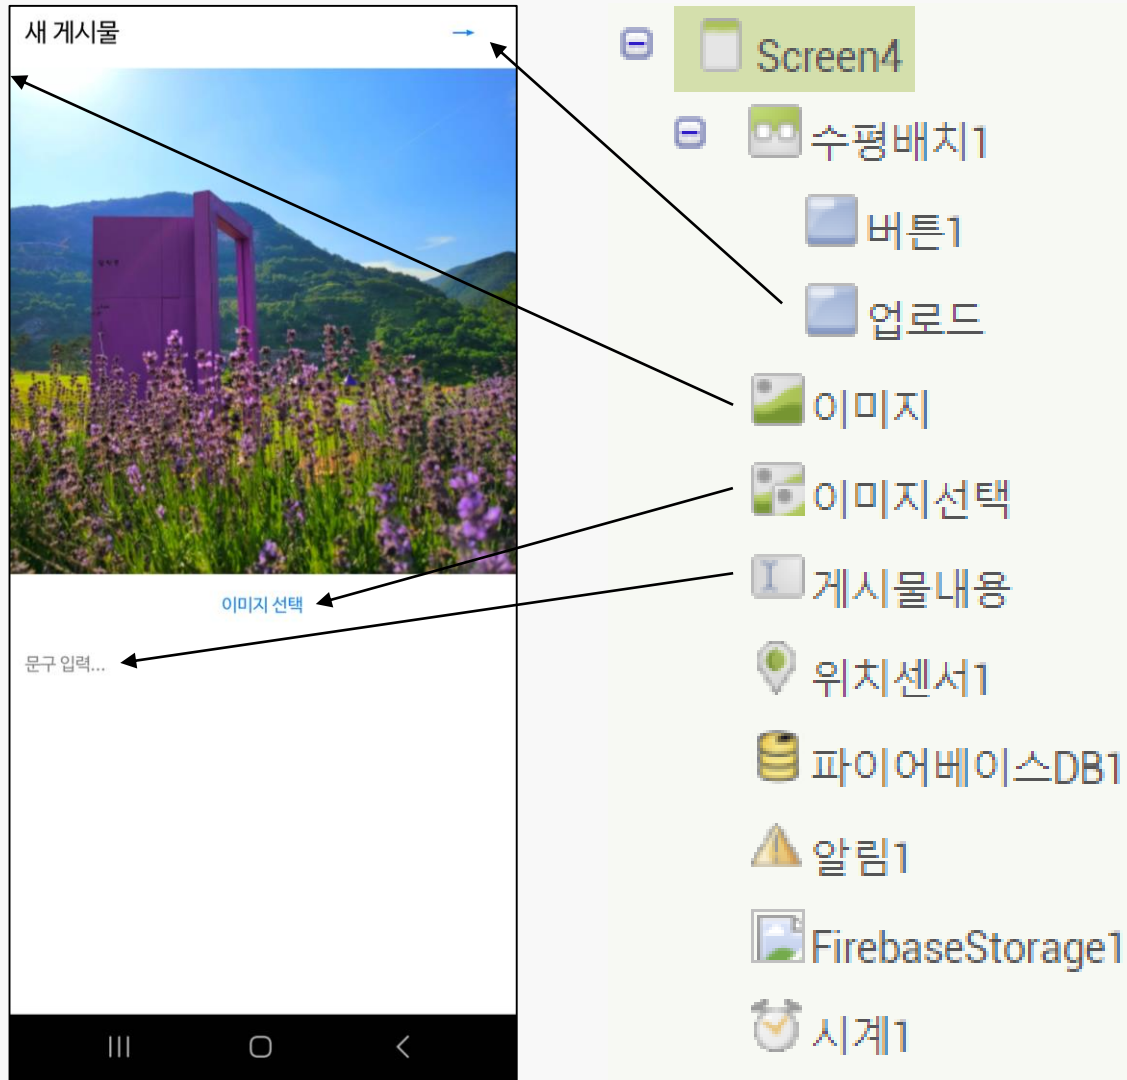 새 게시물
이미지 선택
문구 입력...
Screen4
수평배치1
버튼1
업로드
이미지
이미지선택
게시물내용
위치센서1
파이어베이스DB1
알림1
FirebaseStorage1
시계1